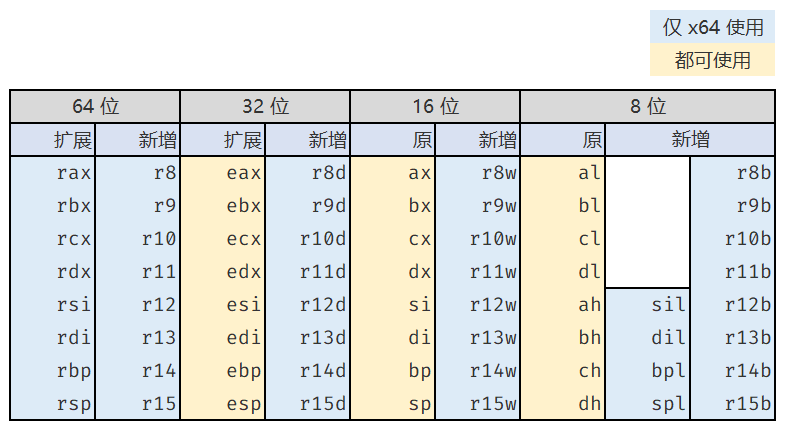 仅 x64 使用
都可使用
64 位 32 位 16 位 8 位
扩展 新增 扩展 新增 原 新增 原 新增
rax r8 eax r8d ax r8w al r8b
rbx r9 ebx r9d bx r9w bl r9b
rcx r10 ecx r10d cx r10w cl r10b
rdx r11 edx r11d dx r11w dl r11b
rsi r12 esi r12d si r12w ah sil r12b
rdi r13 edi r13d di r13w bh dil r13b
rbp r14 ebp r14d bp r14w ch bpl r14b
rsp r15 esp r15d sp r15w dh spl r15b